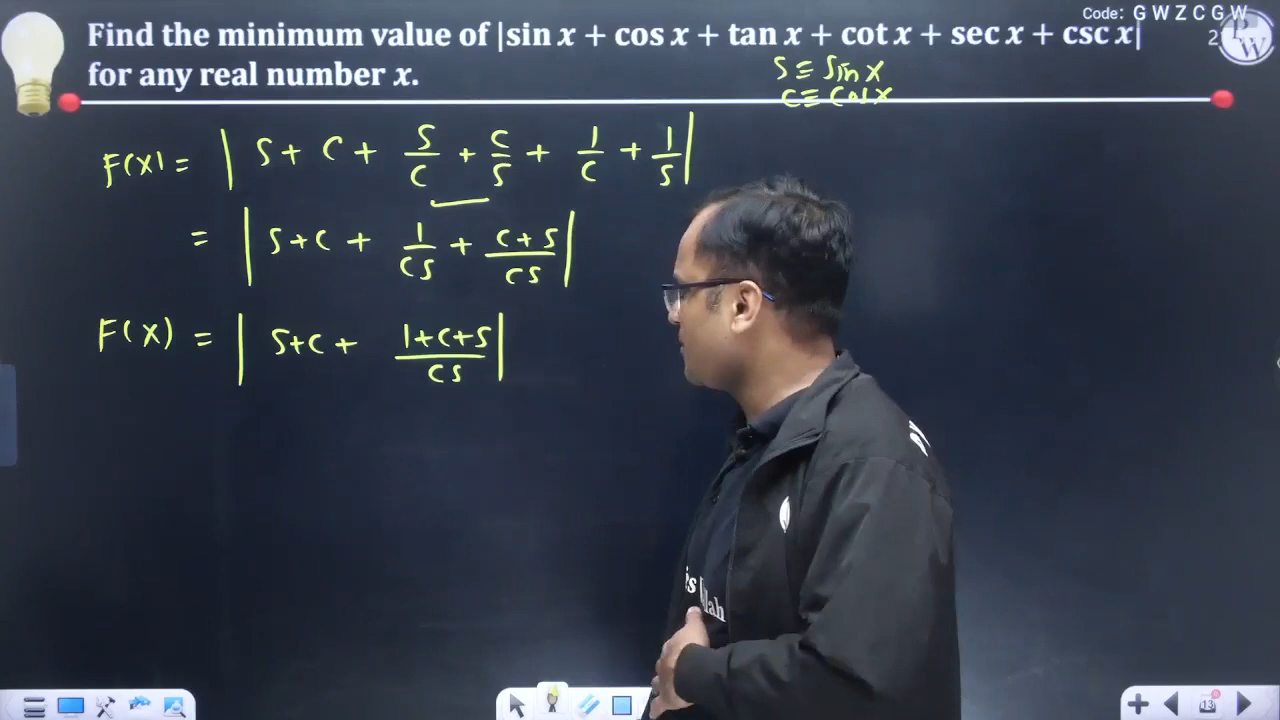 Code: G W Z C G W
Find the minimum value of |sin x + cos x + tan x + cot x + sec x + csc x|
for any real number x.
S ≡ Sin x
C ≡ Cos x
F(X) = | S + C + S/C + C/S + 1/C + 1/S |
= | S+C + 1/CS + C+S/CS |
F(X) = | S+C + 1+C+S/CS |
13